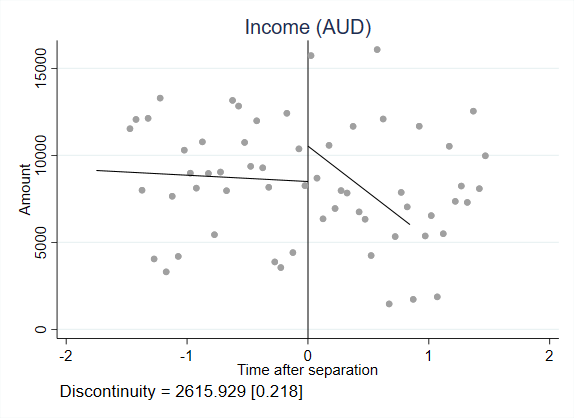 Income (AUD)
15000
10000
5000
0
Amount
-2 -1 0 1 2
Time after separation
Discontinuity = 2615.929 [0.218]